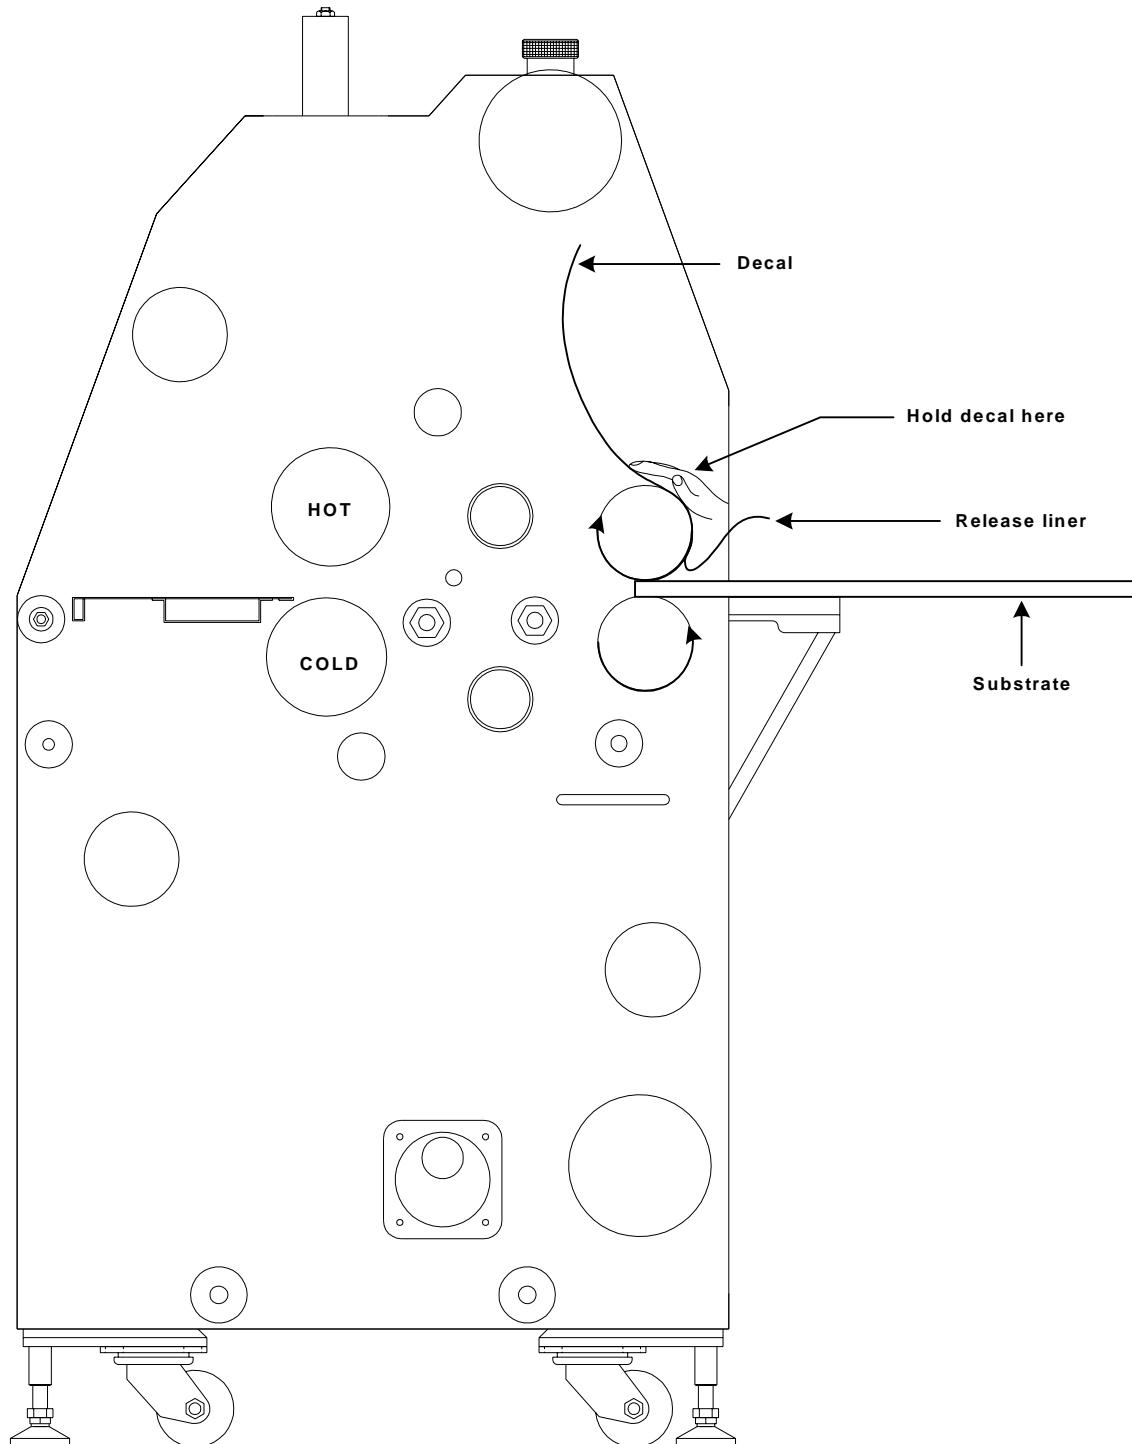 Decal
Hold decal here
HOT
Release liner
COLD
Substrate